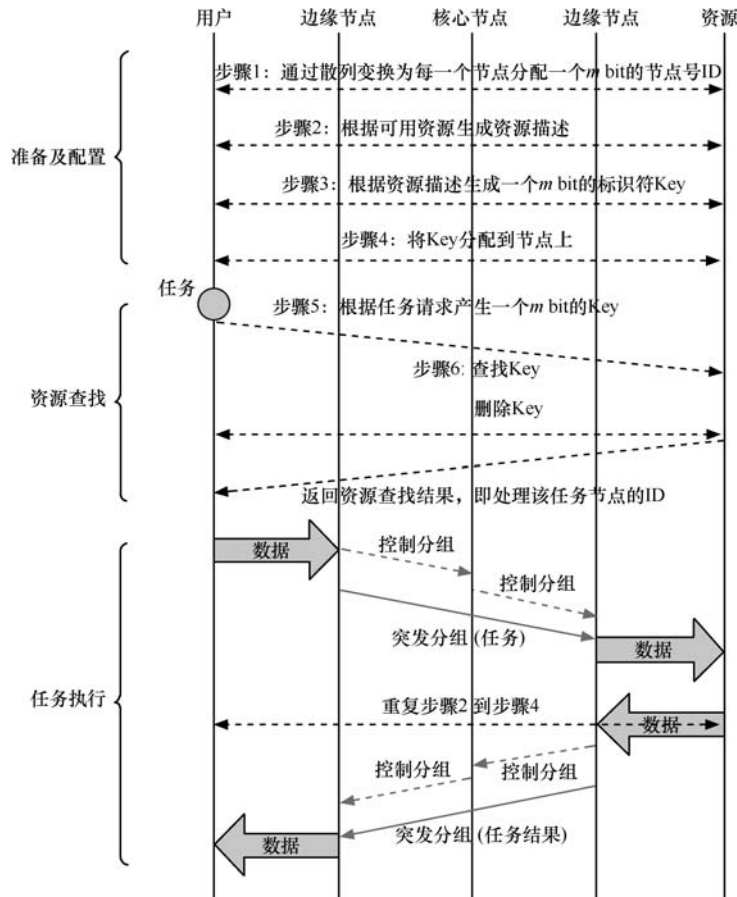 用户 边缘节点 核心节点 边缘节点 资源
步骤1：通过散列变换为每一个节点分配一个m bit的节点号ID
步骤2：根据可用资源生成资源描述
准备及配置
步骤3：根据资源描述生成一个m bit的标识符Key
步骤4：将Key分配到节点上
任务
步骤5：根据任务请求产生一个m bit的Key
步骤6: 查找Key
资源查找
删除Key
返回资源查找结果，即处理该任务节点的ID
数据
控制分组
控制分组
突发分组 (任务)
数据
任务执行
重复步骤2 到步骤4
数据
控制分组
控制分组
突发分组 (任务结果)
数据